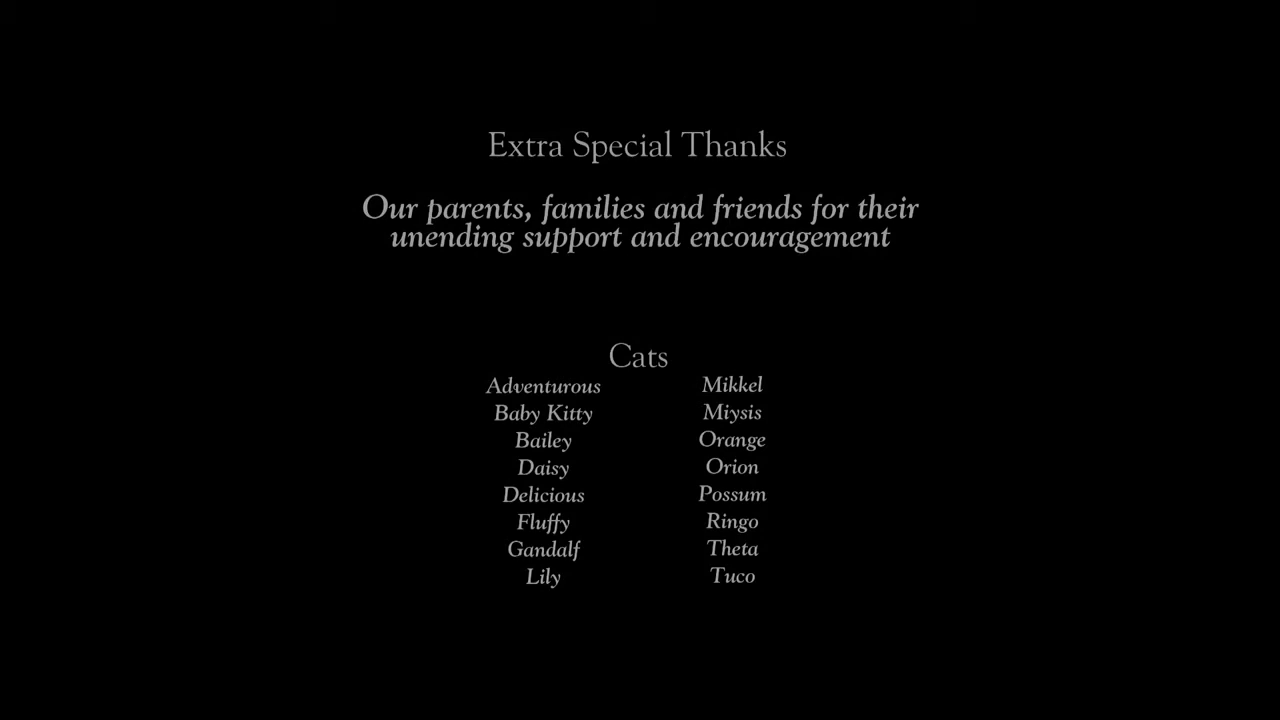 Extra Special Thanks
Our parents, families and friends for their
unending support and encouragement
Cats
Adventurous
Baby Kitty
Bailey
Daisy
Delicious
Fluffy
Gandalf
Lily
Mikkel
Miysis
Orange
Orion
Possum
Ringo
Theta
Tuco